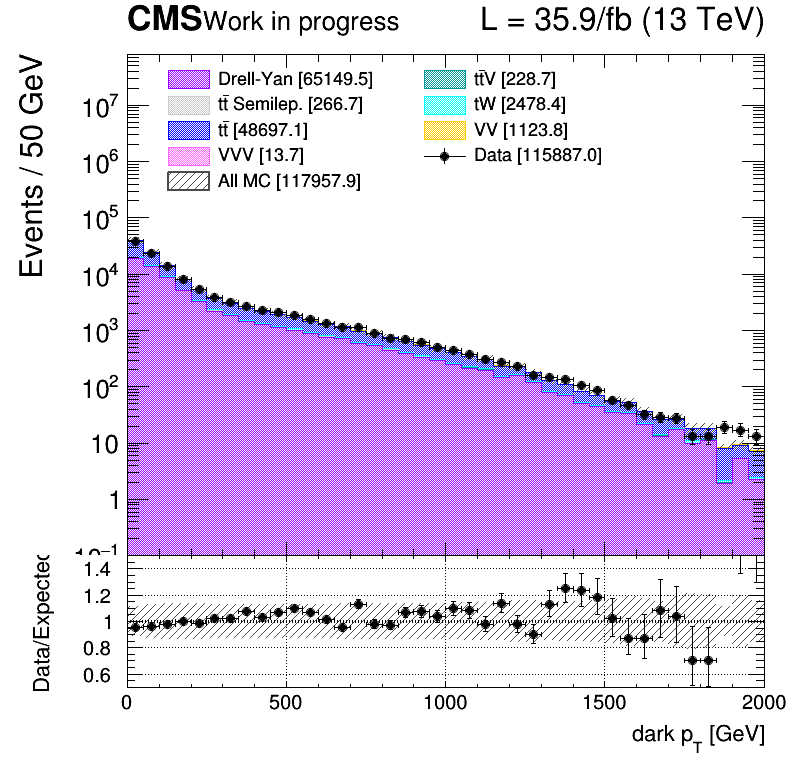 CMS Work in progress L = 35.9/fb (13 TeV)
Events / 50 GeV
Drell-Yan [65149.5]
tt̄ Semilep. [266.7]
tt̄ [48697.1]
VVV [13.7]
All MC [117957.9]
tt̄V [228.7]
tW [2478.4]
VV [1123.8]
Data [115887.0]
10⁷
10⁶
10⁵
10⁴
10³
10²
10
1
10⁻¹
Data/Expected
1.4
1.2
1
0.8
0.6
0 500 1000 1500 2000
dark p_T [GeV]